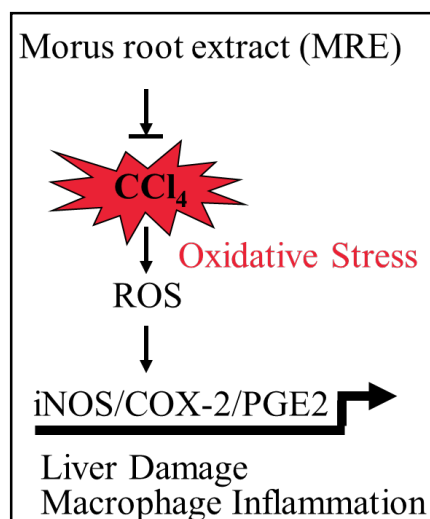 Morus root extract (MRE)
CCl₄
Oxidative Stress
ROS
iNOS/COX-2/PGE2
Liver Damage
Macrophage Inflammation